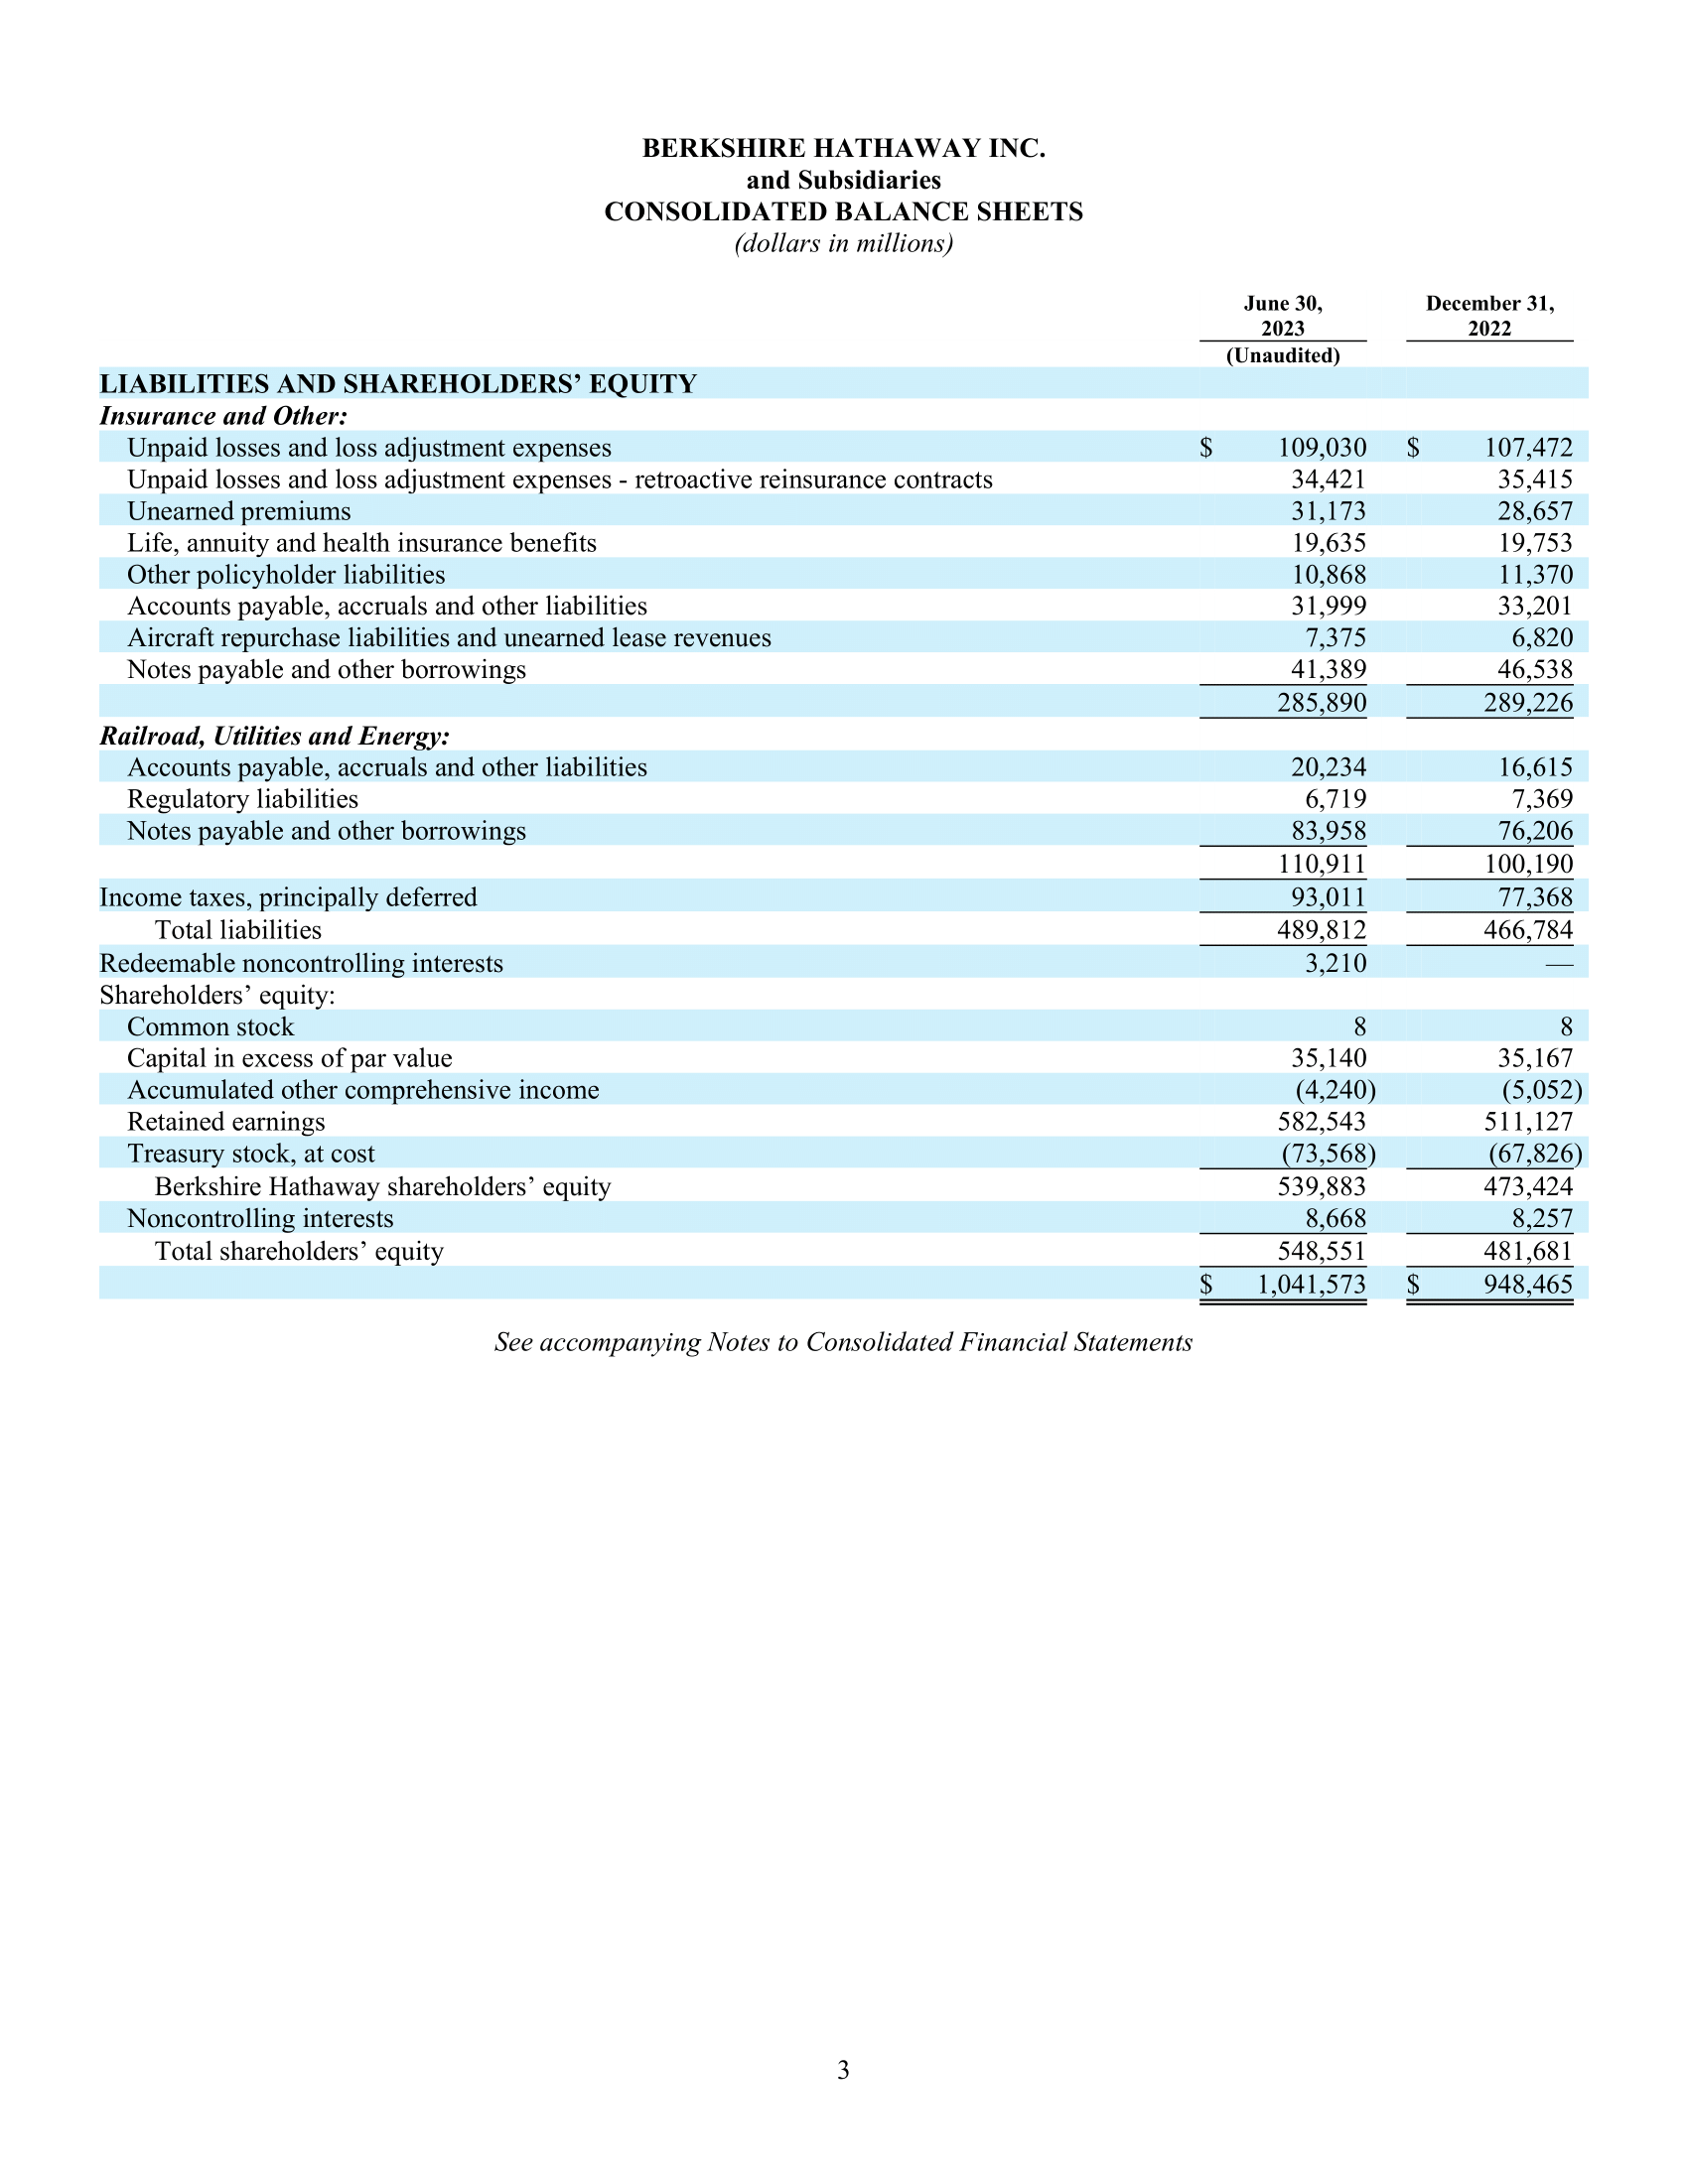 BERKSHIRE HATHAWAY INC.
and Subsidiaries
CONSOLIDATED BALANCE SHEETS
(dollars in millions)
June 30, December 31,
2023 2022
(Unaudited)
LIABILITIES AND SHAREHOLDERS’ EQUITY
Insurance and Other:
Unpaid losses and loss adjustment expenses $ 109,030 $ 107,472
Unpaid losses and loss adjustment expenses - retroactive reinsurance contracts 34,421 35,415
Unearned premiums 31,173 28,657
Life, annuity and health insurance benefits 19,635 19,753
Other policyholder liabilities 10,868 11,370
Accounts payable, accruals and other liabilities 31,999 33,201
Aircraft repurchase liabilities and unearned lease revenues 7,375 6,820
Notes payable and other borrowings 41,389 46,538
285,890 289,226
Railroad, Utilities and Energy:
Accounts payable, accruals and other liabilities 20,234 16,615
Regulatory liabilities 6,719 7,369
Notes payable and other borrowings 83,958 76,206
110,911 100,190
Income taxes, principally deferred 93,011 77,368
Total liabilities 489,812 466,784
Redeemable noncontrolling interests 3,210 —
Shareholders’ equity:
Common stock 8 8
Capital in excess of par value 35,140 35,167
Accumulated other comprehensive income (4,240) (5,052)
Retained earnings 582,543 511,127
Treasury stock, at cost (73,568) (67,826)
Berkshire Hathaway shareholders’ equity 539,883 473,424
Noncontrolling interests 8,668 8,257
Total shareholders’ equity 548,551 481,681
$ 1,041,573 $ 948,465
See accompanying Notes to Consolidated Financial Statements
3